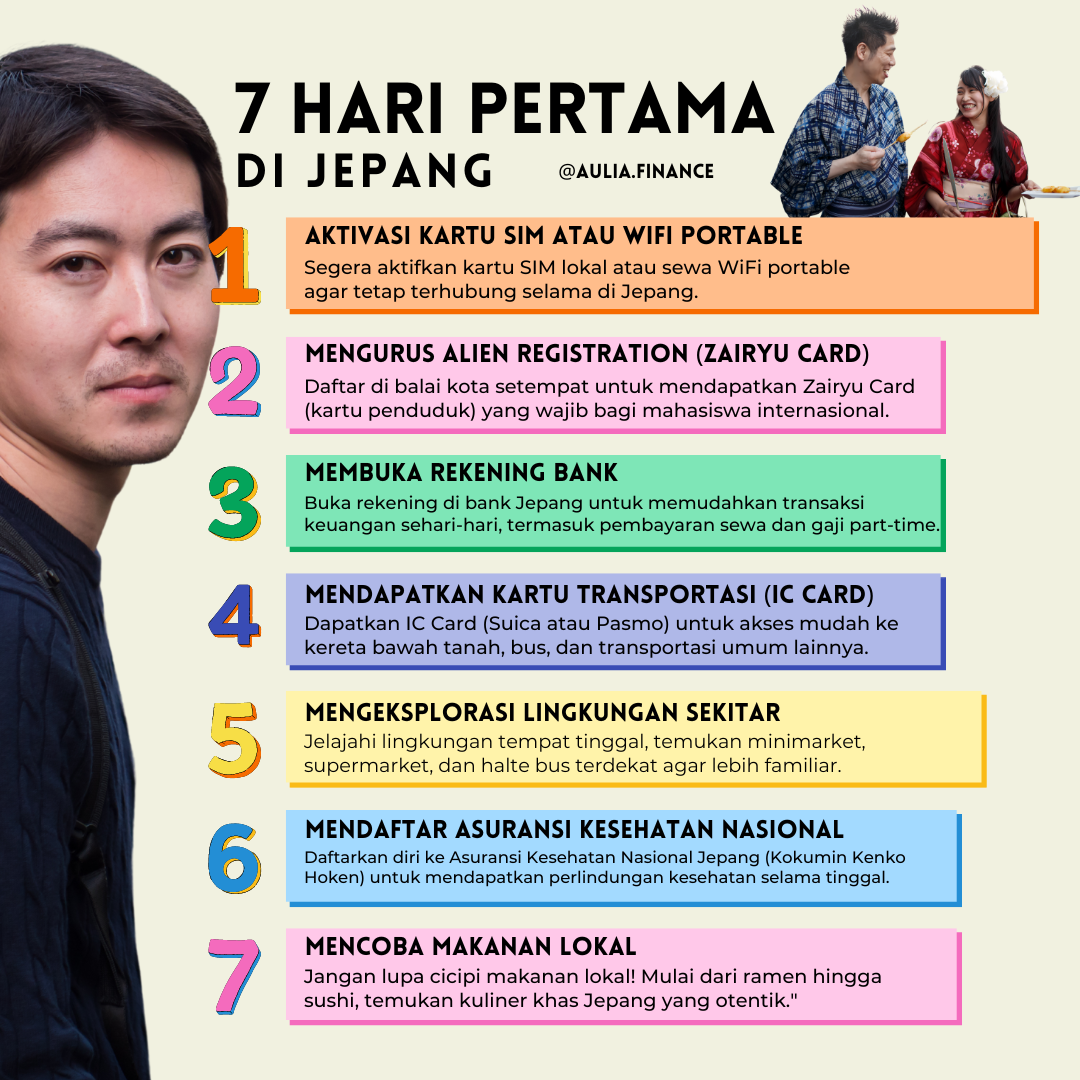 7 HARI PERTAMA
DI JEPANG
@AULIA.FINANCE
1
AKTIVASI KARTU SIM ATAU WIFI PORTABLE
Segera aktifkan kartu SIM lokal atau sewa WiFi portable
agar tetap terhubung selama di Jepang.
2
MENGURUS ALIEN REGISTRATION (ZAIRYU CARD)
Daftar di balai kota setempat untuk mendapatkan Zairyu Card
(kartu penduduk) yang wajib bagi mahasiswa internasional.
3
MEMBUKA REKENING BANK
Buka rekening di bank Jepang untuk memudahkan transaksi
keuangan sehari-hari, termasuk pembayaran sewa dan gaji part-time.
4
MENDAPATKAN KARTU TRANSPORTASI (IC CARD)
Dapatkan IC Card (Suica atau Pasmo) untuk akses mudah ke
kereta bawah tanah, bus, dan transportasi umum lainnya.
5
MENGEKSPLORASI LINGKUNGAN SEKITAR
Jelajahi lingkungan tempat tinggal, temukan minimarket,
supermarket, dan halte bus terdekat agar lebih familiar.
6
MENDAFTAR ASURANSI KESEHATAN NASIONAL
Daftarkan diri ke Asuransi Kesehatan Nasional Jepang (Kokumin Kenko
Hoken) untuk mendapatkan perlindungan kesehatan selama tinggal.
7
MENCOBA MAKANAN LOKAL
Jangan lupa cicipi makanan lokal! Mulai dari ramen hingga
sushi, temukan kuliner khas Jepang yang otentik."